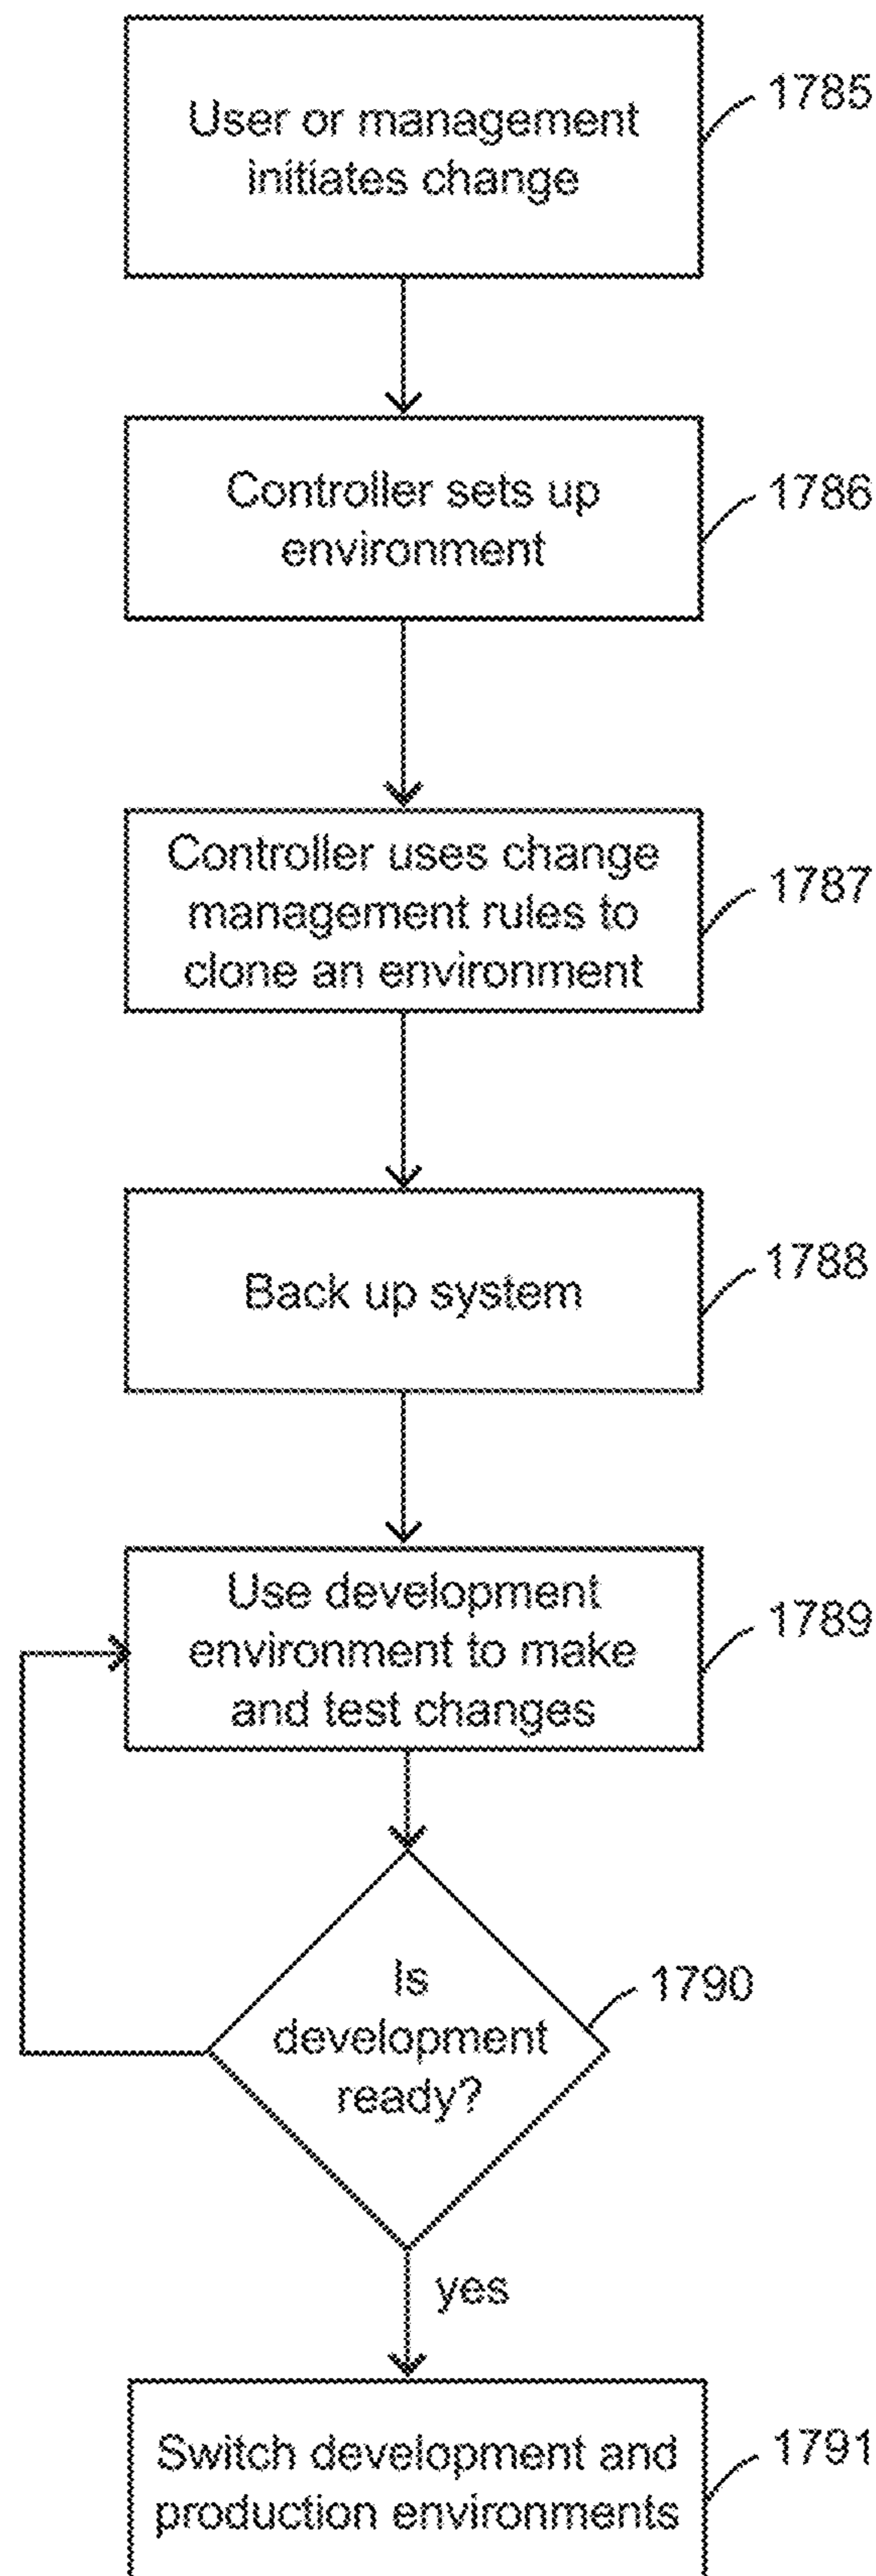 User or management
initiates change
1785
Controller sets up
environment
1786
Controller uses change
management rules to
clone an environment
1787
Back up system
1788
Use development
environment to make
and test changes
1789
Is
development
ready?
1790
yes
Switch development and
production environments
1791